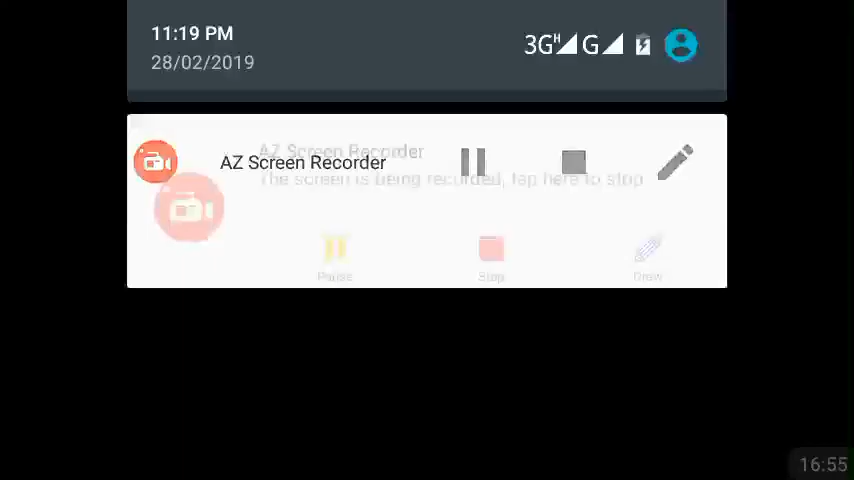 11:19 PM
3G H G
28/02/2019
AZ Screen Recorder
AZ Screen Recorder
The screen is being recorded, tap here to stop
Pause Stop Draw
16:55